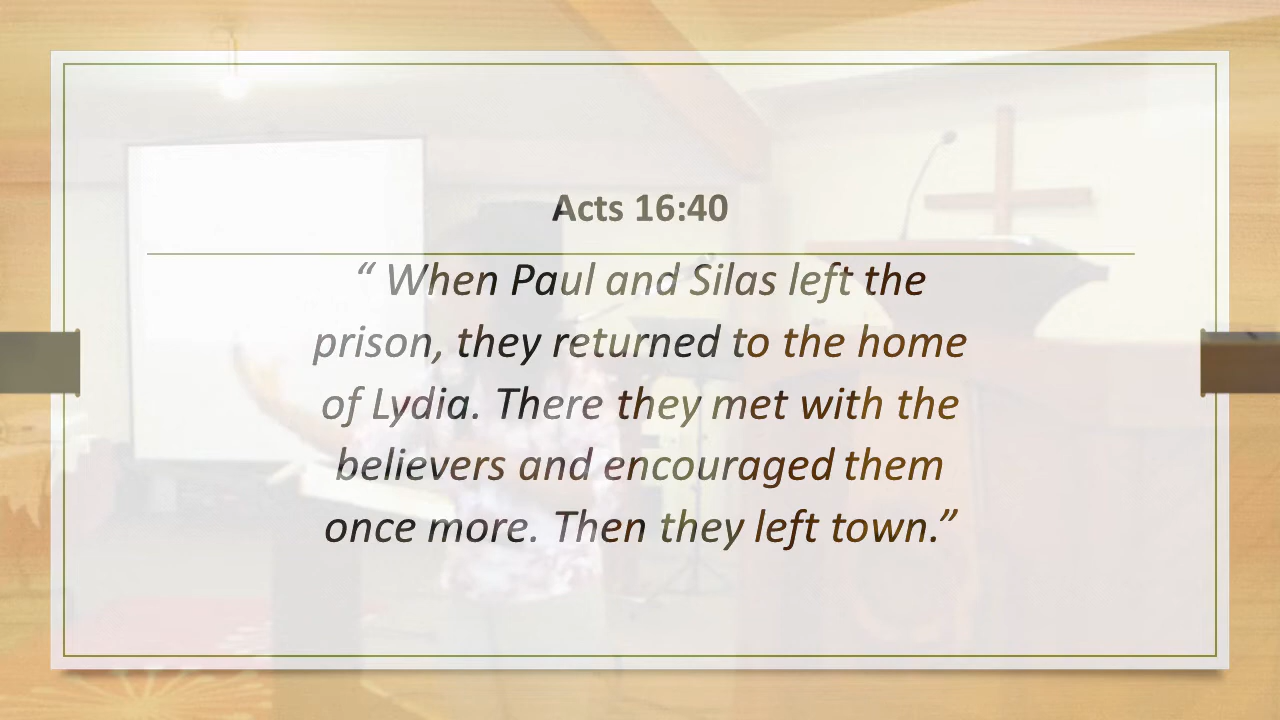 Acts 16:40
“ When Paul and Silas left the
prison, they returned to the home
of Lydia. There they met with the
believers and encouraged them
once more. Then they left town.”